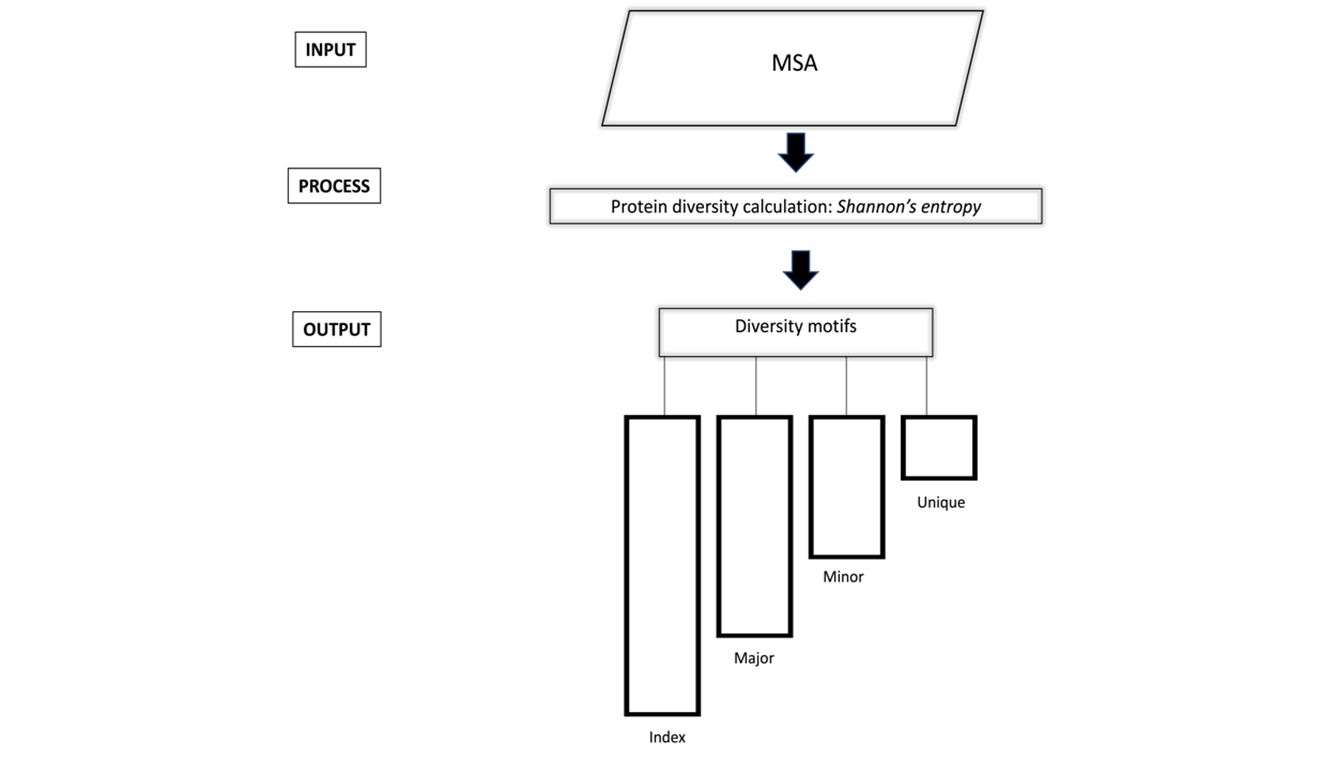 INPUT
MSA
PROCESS
Protein diversity calculation: Shannon’s entropy
OUTPUT
Diversity motifs
Unique
Minor
Major
Index